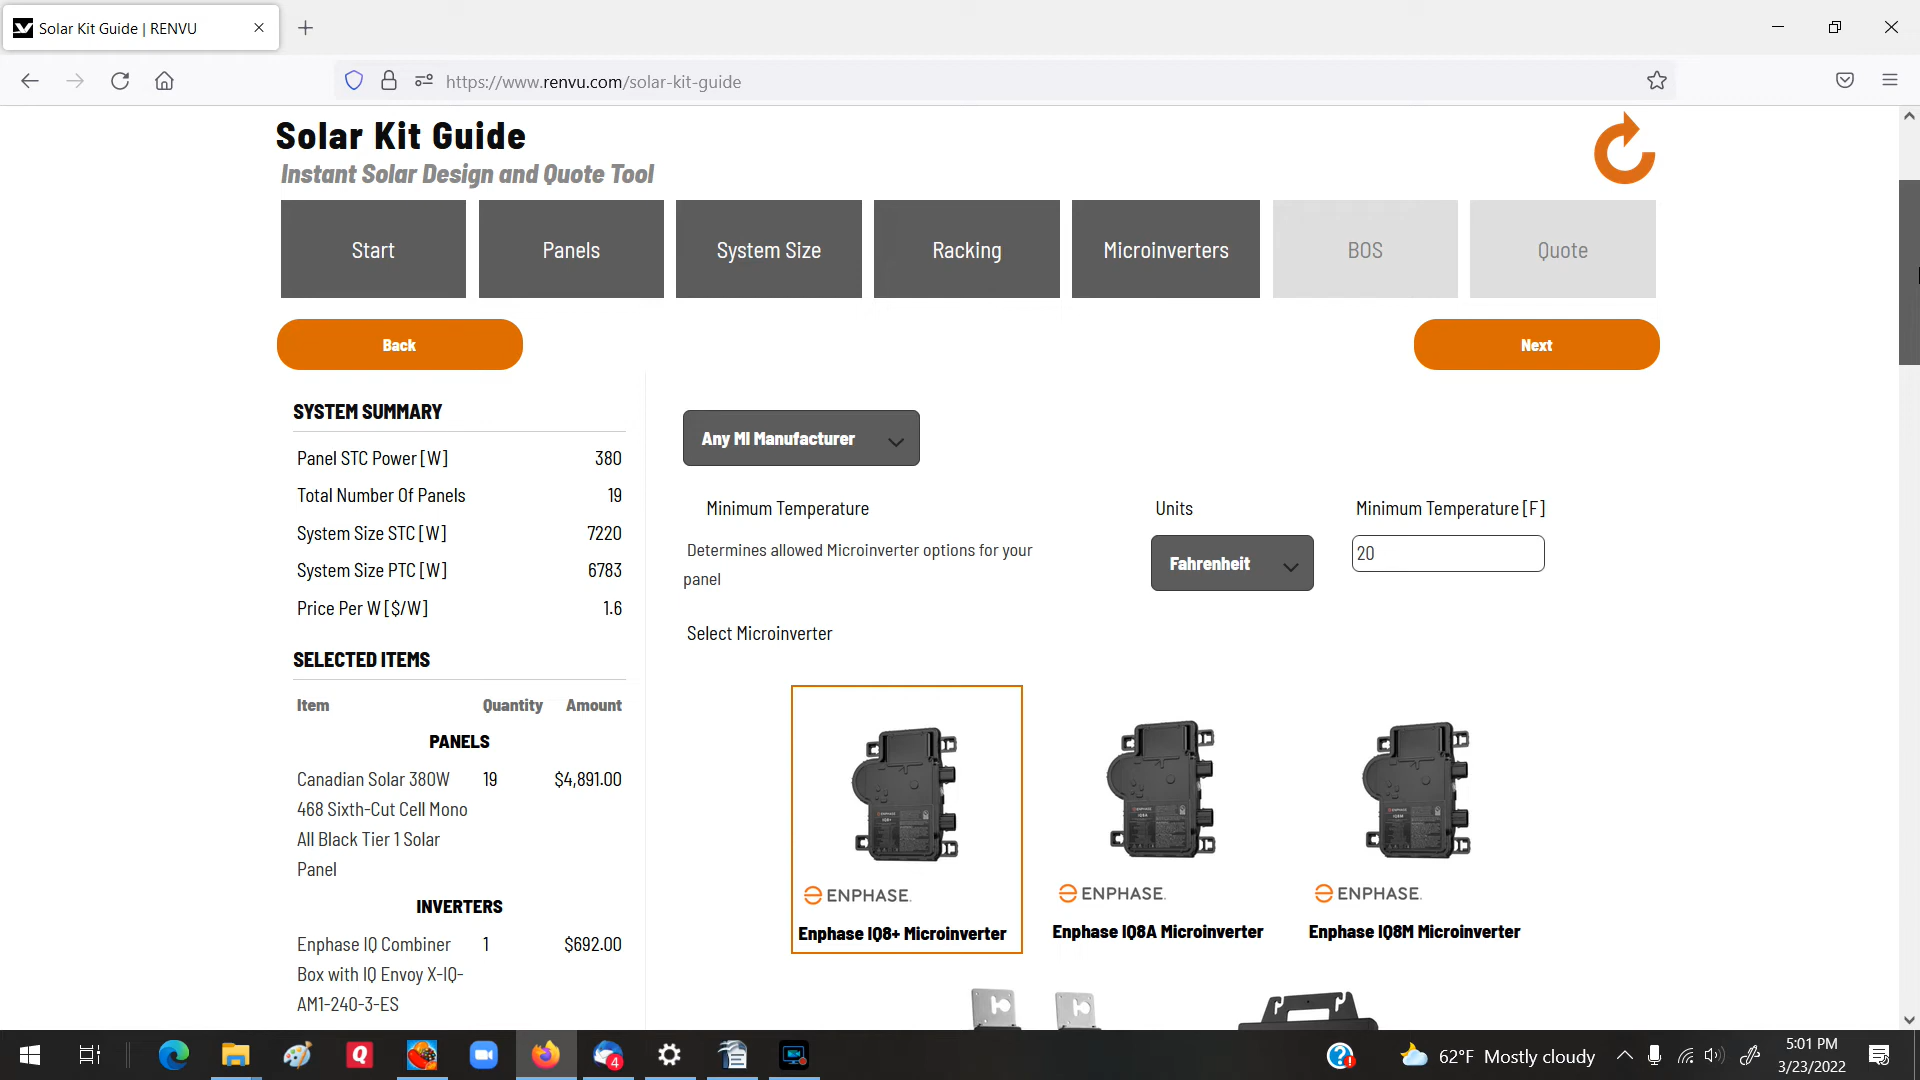 Solar Kit Guide | RENVU
https://www.renvu.com/solar-kit-guide
Solar Kit Guide
Instant Solar Design and Quote Tool
Start
Panels
System Size
Racking
Microinverters
BOS
Quote
Back
Next
SYSTEM SUMMARY
Panel STC Power [W] 380
Total Number Of Panels 19
System Size STC [W] 7220
System Size PTC [W] 6783
Price Per W [$/W] 1.6
SELECTED ITEMS
Item Quantity Amount
PANELS
Canadian Solar 380W 19 $4,891.00
468 Sixth-Cut Cell Mono
All Black Tier 1 Solar
Panel
INVERTERS
Enphase IQ Combiner 1 $692.00
Box with IQ Envoy X-IQ-
AM1-240-3-ES
Any MI Manufacturer
Minimum Temperature
Determines allowed Microinverter options for your
panel
Units
Fahrenheit
Minimum Temperature [F]
20
Select Microinverter
ENPHASE.
Enphase IQ8+ Microinverter
ENPHASE.
Enphase IQ8A Microinverter
ENPHASE.
Enphase IQ8M Microinverter
4
62°F Mostly cloudy
5:01 PM
3/23/2022